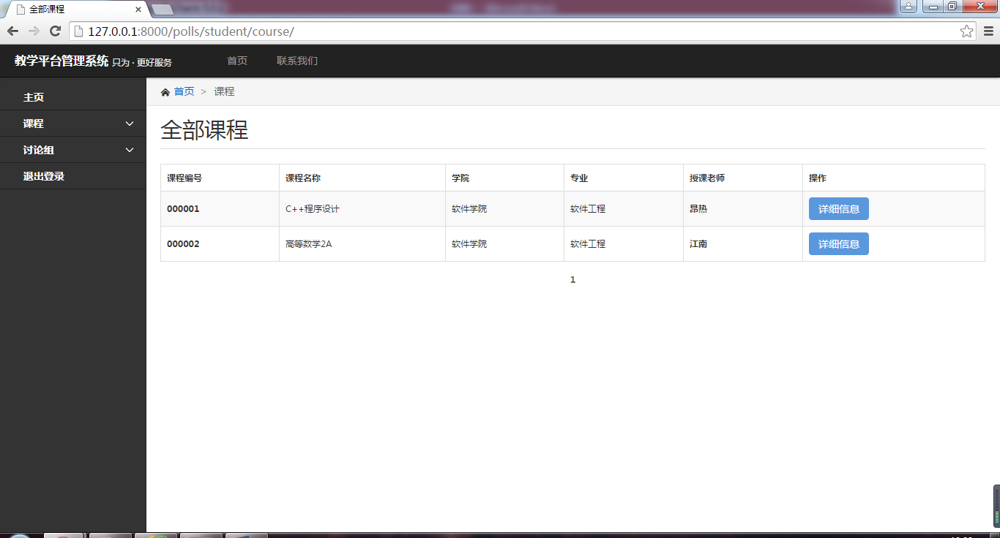 全部课程
127.0.0.1:8000/polls/student/course/
教学平台管理系统 只为 · 更好服务 首页 联系我们
主页
课程
讨论组
退出登录
首页 > 课程
全部课程
课程编号 课程名称 学院 专业 授课老师 操作
000001 C++程序设计 软件学院 软件工程 昂热 详细信息
000002 高等数学2A 软件学院 软件工程 江南 详细信息
1